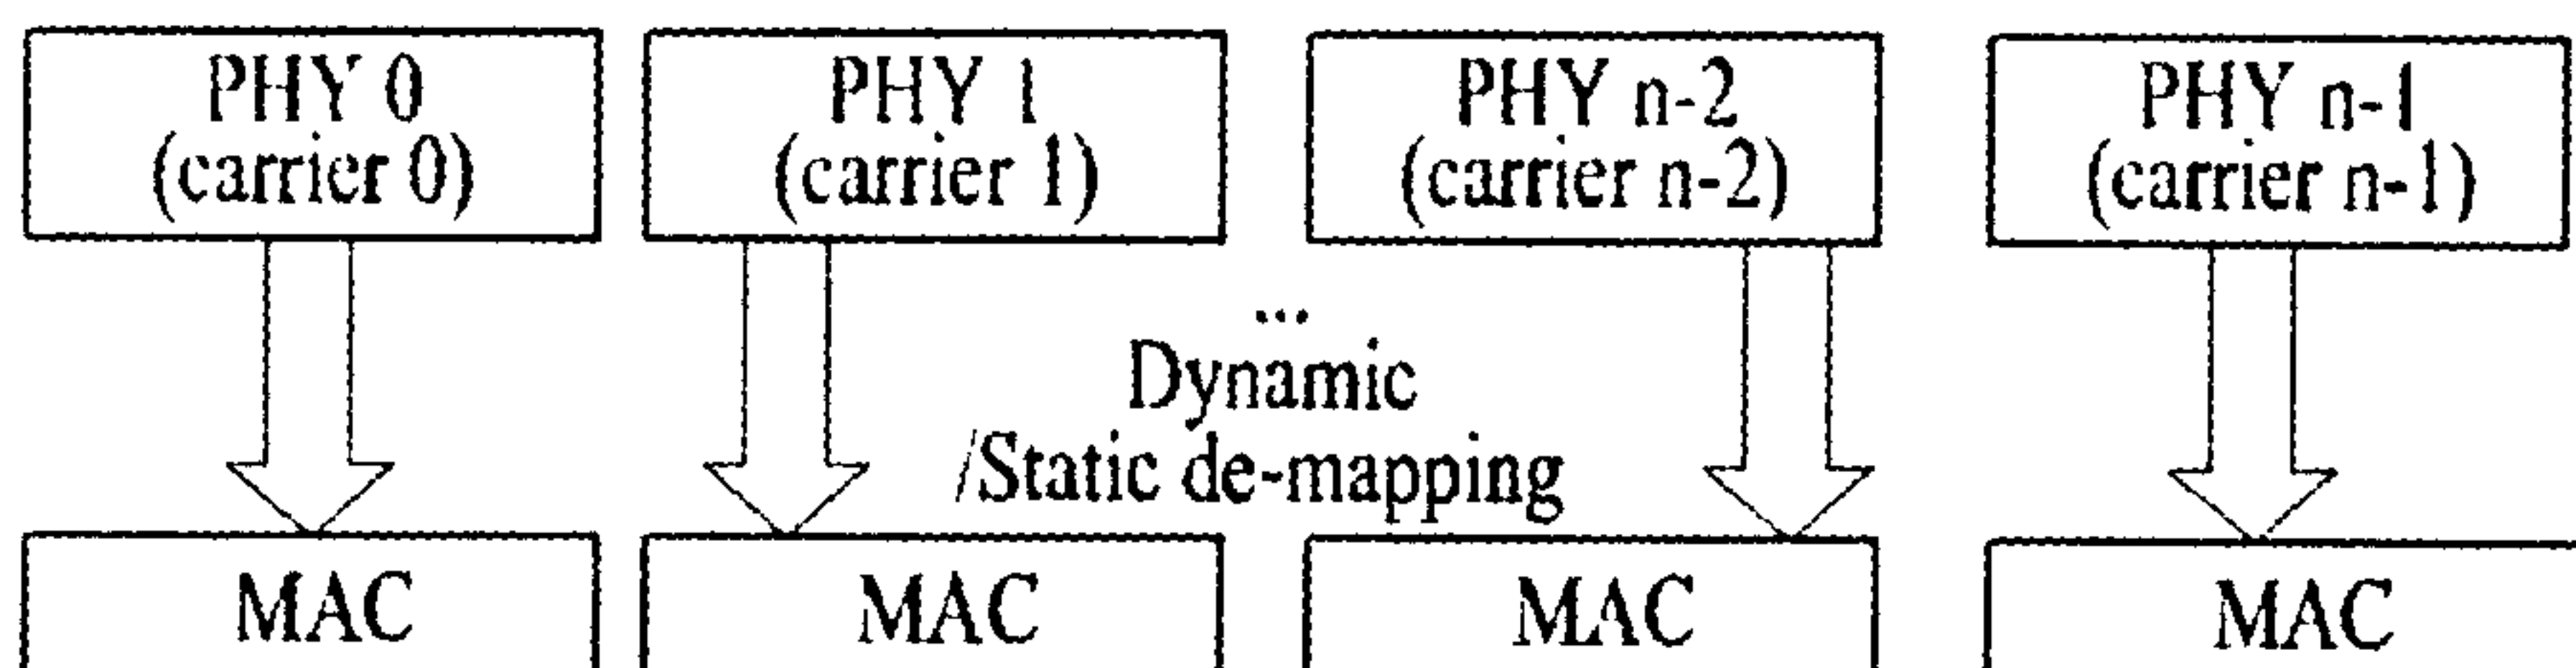 PHY 0
(carrier 0)
PHY 1
(carrier 1)
PHY n-2
(carrier n-2)
PHY n-1
(carrier n-1)
...
Dynamic
/Static de-mapping
MAC
MAC
MAC
MAC